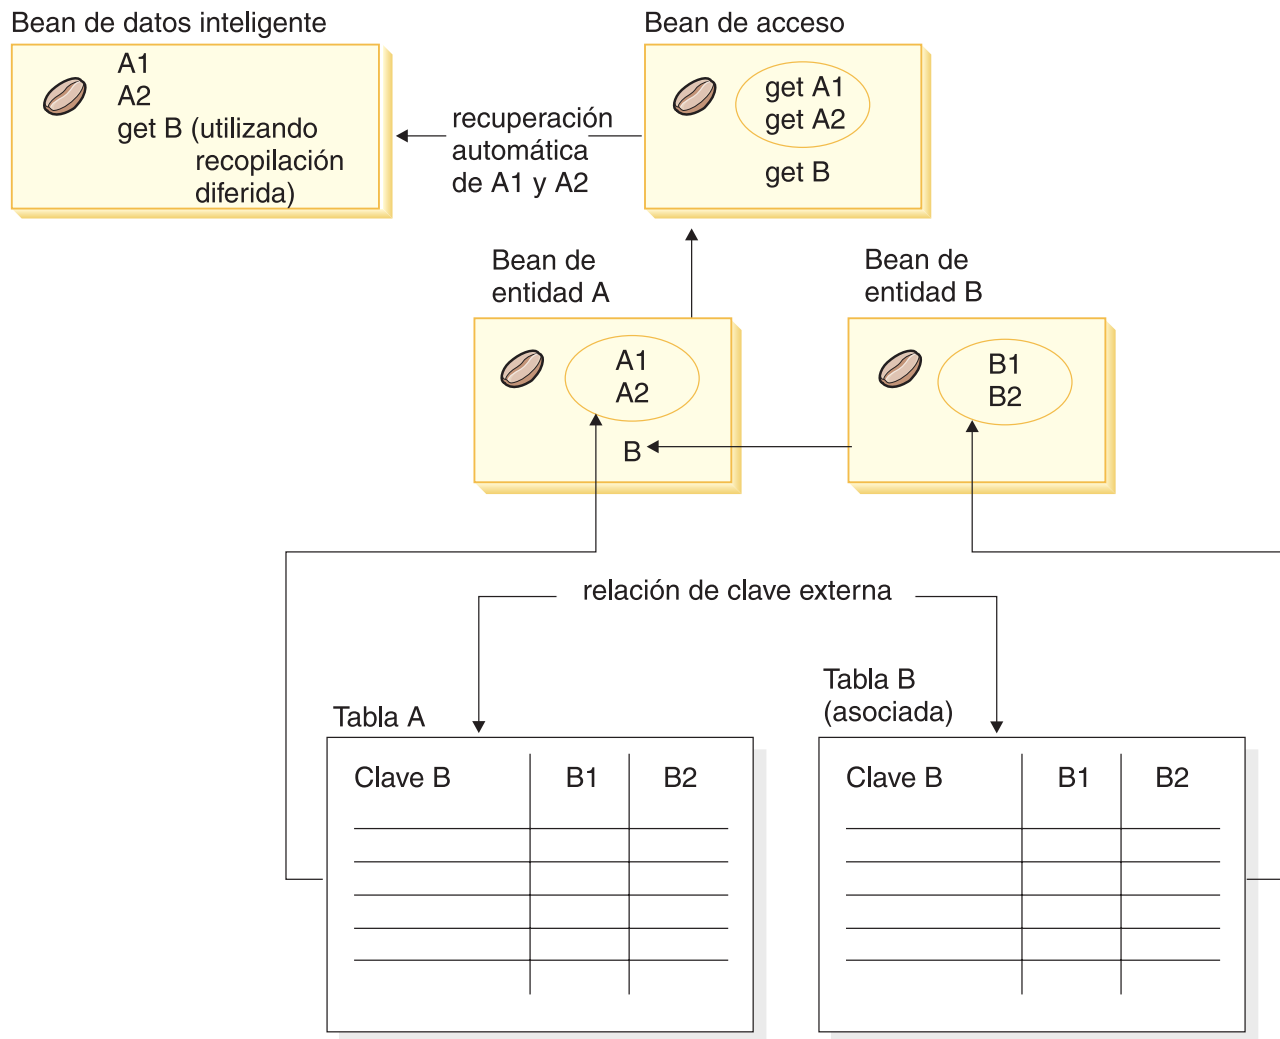 Bean de datos inteligente
A1
A2
get B (utilizando
recopilación
diferida)
recuperación
automática
de A1 y A2
Bean de acceso
get A1
get A2
get B
Bean de
entidad A
A1
A2
B
Bean de
entidad B
B1
B2
relación de clave externa
Tabla A
Clave B B1 B2
Tabla B
(asociada)
Clave B B1 B2